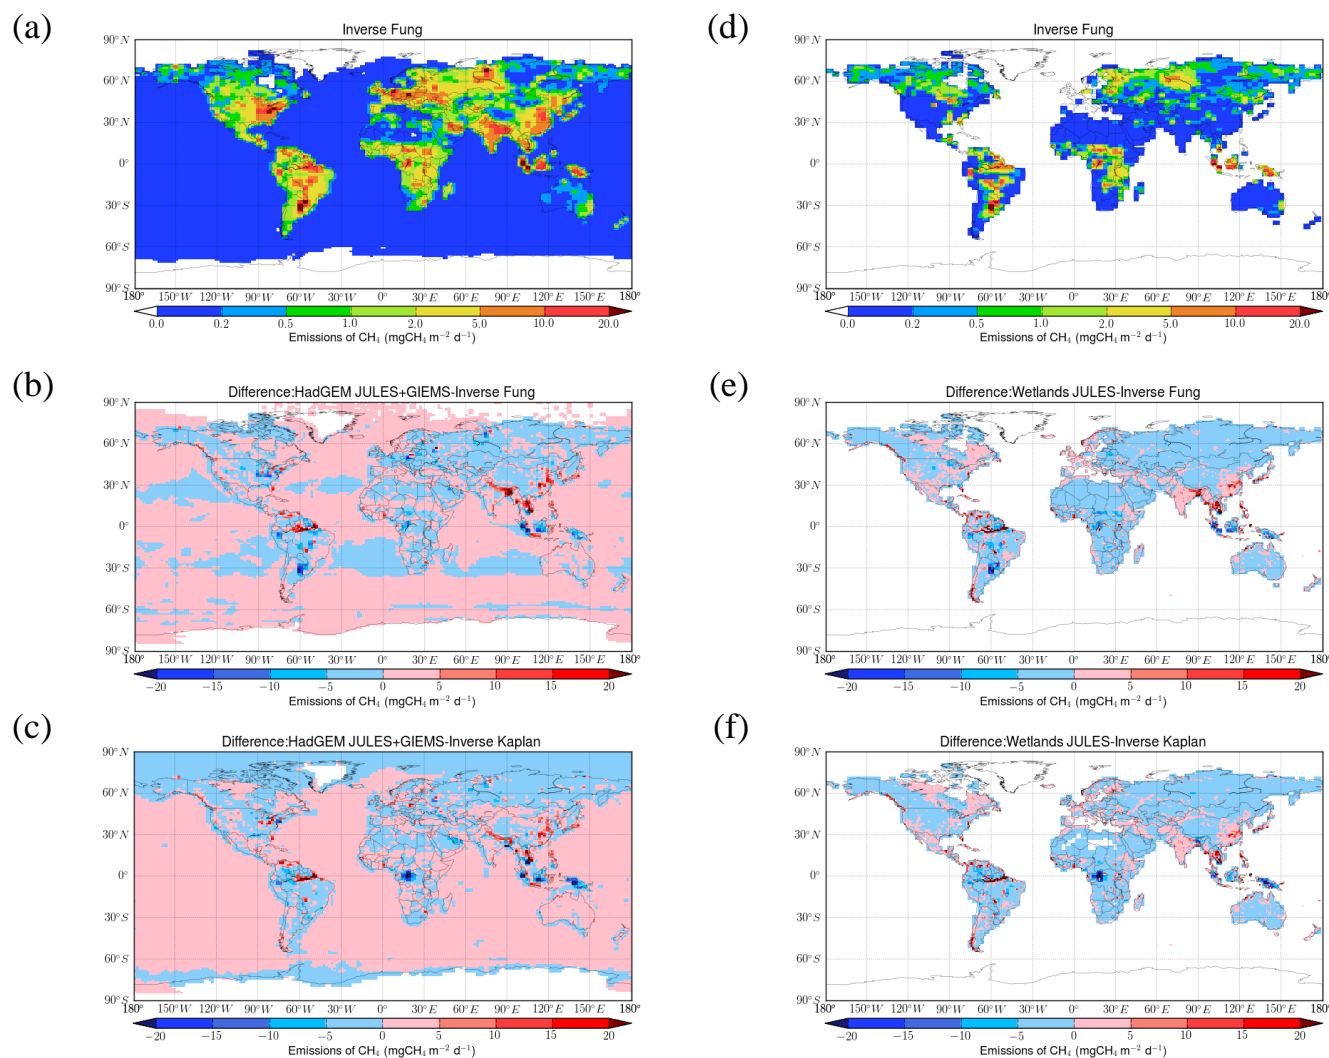 (a)
Inverse Fung
90°N
60°N
30°N
0°
30°S
60°S
90°S
180° 150°W 120°W 90°W 60°W 30°W 0° 30°E 60°E 90°E 120°E 150°E 180°
0.0 0.2 0.5 1.0 2.0 5.0 10.0 20.0
Emissions of CH₄ (mgCH₄ m⁻² d⁻¹)
(d)
Inverse Fung
90°N
60°N
30°N
0°
30°S
60°S
90°S
180° 150°W 120°W 90°W 60°W 30°W 0° 30°E 60°E 90°E 120°E 150°E 180°
0.0 0.2 0.5 1.0 2.0 5.0 10.0 20.0
Emissions of CH₄ (mgCH₄ m⁻² d⁻¹)
(b)
Difference:HadGEM JULES+GIEMS-Inverse Fung
90°N
60°N
30°N
0°
30°S
60°S
90°S
180° 150°W 120°W 90°W 60°W 30°W 0° 30°E 60°E 90°E 120°E 150°E 180°
−20 −15 −10 −5 0 5 10 15 20
Emissions of CH₄ (mgCH₄ m⁻² d⁻¹)
(e)
Difference:Wetlands JULES-Inverse Fung
90°N
60°N
30°N
0°
30°S
60°S
90°S
180° 150°W 120°W 90°W 60°W 30°W 0° 30°E 60°E 90°E 120°E 150°E 180°
−20 −15 −10 −5 0 5 10 15 20
Emissions of CH₄ (mgCH₄ m⁻² d⁻¹)
(c)
Difference:HadGEM JULES+GIEMS-Inverse Kaplan
90°N
60°N
30°N
0°
30°S
60°S
90°S
180° 150°W 120°W 90°W 60°W 30°W 0° 30°E 60°E 90°E 120°E 150°E 180°
−20 −15 −10 −5 0 5 10 15 20
Emissions of CH₄ (mgCH₄ m⁻² d⁻¹)
(f)
Difference:Wetlands JULES-Inverse Kaplan
90°N
60°N
30°N
0°
30°S
60°S
90°S
180° 150°W 120°W 90°W 60°W 30°W 0° 30°E 60°E 90°E 120°E 150°E 180°
−20 −15 −10 −5 0 5 10 15 20
Emissions of CH₄ (mgCH₄ m⁻² d⁻¹)